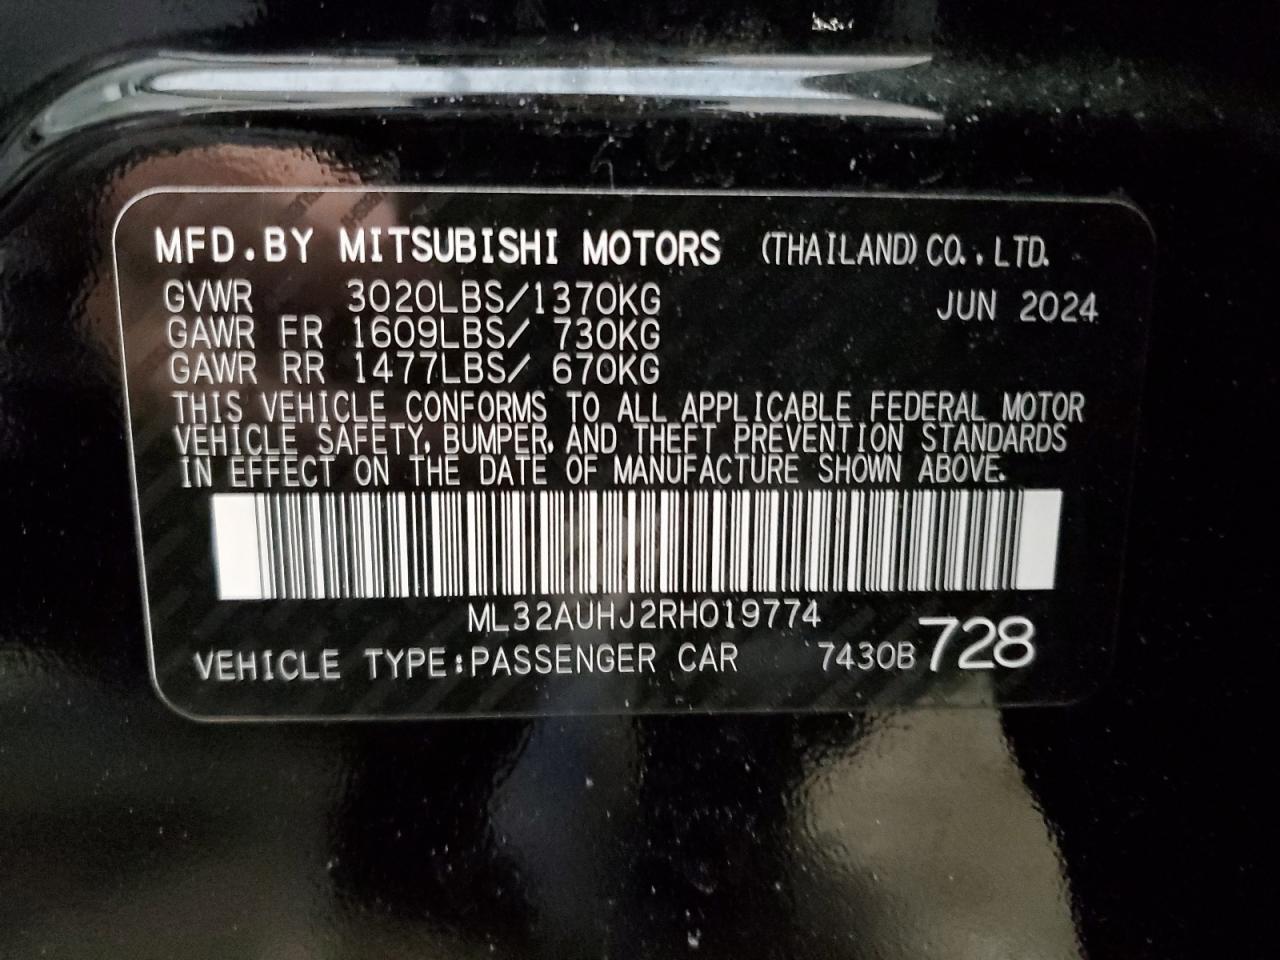 MFD.BY MITSUBISHI MOTORS (THAILAND) CO., LTD.
GVWR 3020LBS/1370KG JUN 2024
GAWR FR 1609LBS/ 730KG
GAWR RR 1477LBS/ 670KG
THIS VEHICLE CONFORMS TO ALL APPLICABLE FEDERAL MOTOR
VEHICLE SAFETY, BUMPER, AND THEFT PREVENTION STANDARDS
IN EFFECT ON THE DATE OF MANUFACTURE SHOWN ABOVE.
ML32AUHJ2RH019774
VEHICLE TYPE:PASSENGER CAR 7430B 728